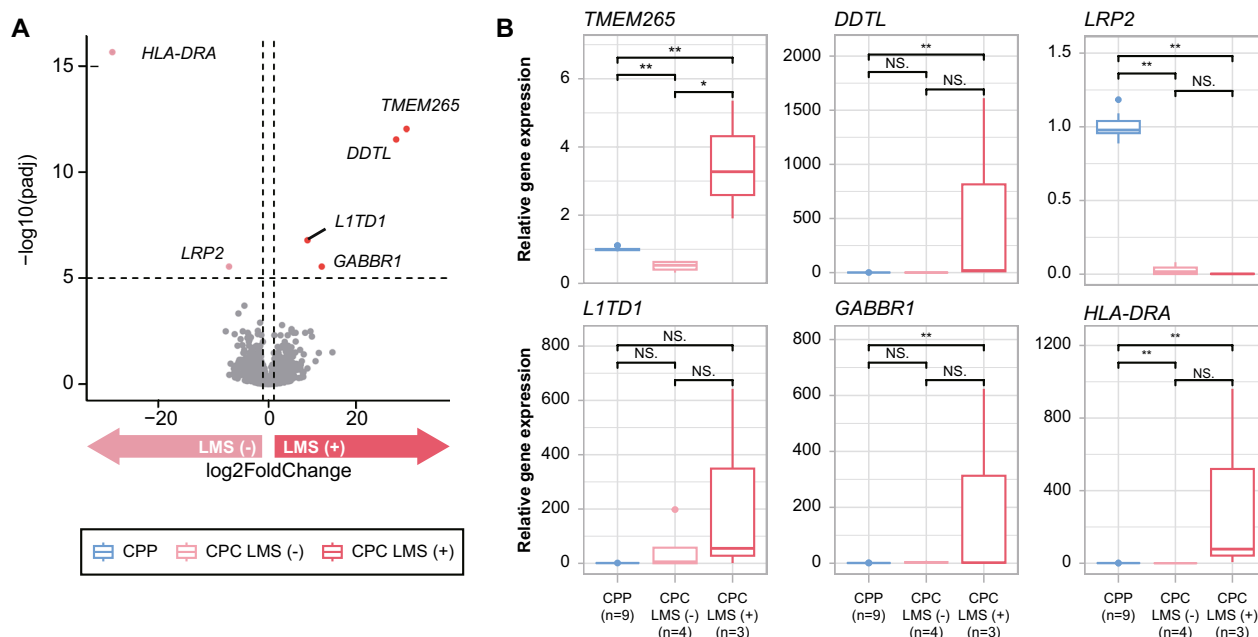 A
−log10(padj)
15
10
5
0
HLA-DRA
TMEM265
DDTL
L1TD1
LRP2
GABBR1
−20
0
20
LMS (-)
LMS (+)
log2FoldChange
CPP
CPC LMS (-)
CPC LMS (+)
B
TMEM265
Relative gene expression
6
4
2
0
**
**
*
DDTL
2000
1750
1500
1250
1000
750
500
250
0
**
NS.
NS.
LRP2
1.5
1.0
0.5
0.0
**
**
NS.
L1TD1
Relative gene expression
800
600
400
200
0
NS.
NS.
NS.
CPP
(n=9)
CPC
LMS (-)
(n=4)
CPC
LMS (+)
(n=3)
GABBR1
800
600
400
200
0
**
NS.
NS.
CPP
(n=9)
CPC
LMS (-)
(n=4)
CPC
LMS (+)
(n=3)
HLA-DRA
1200
800
400
0
**
**
NS.
CPP
(n=9)
CPC
LMS (-)
(n=4)
CPC
LMS (+)
(n=3)